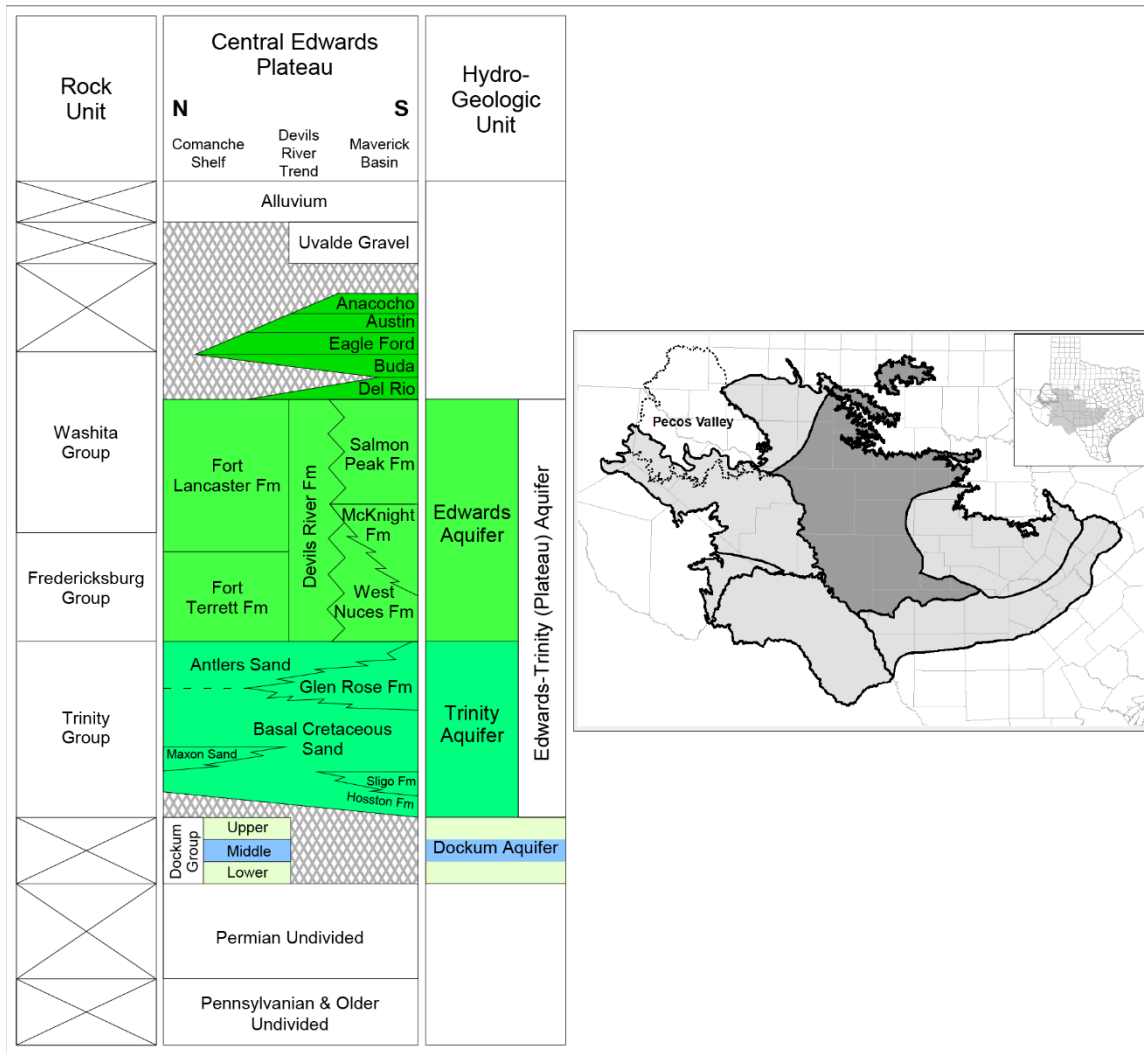 Rock
Unit
Central Edwards
Plateau
N
S
Comanche
Shelf
Devils
River
Trend
Maverick
Basin
Hydro-
Geologic
Unit
Alluvium
Uvalde Gravel
Anacocho
Austin
Eagle Ford
Buda
Del Rio
Washita
Group
Fredericksburg
Group
Trinity
Group
Fort
Lancaster Fm
Fort
Terrett Fm
Devils River Fm
Salmon
Peak Fm
McKnight
Fm
West
Nuces Fm
Edwards
Aquifer
Edwards-Trinity (Plateau) Aquifer
Antlers Sand
Glen Rose Fm
Basal Cretaceous
Sand
Maxon Sand
Sligo Fm
Hosston Fm
Trinity
Aquifer
Dockum
Group
Upper
Middle
Lower
Dockum Aquifer
Permian Undivided
Pennsylvanian & Older
Undivided
Pecos Valley